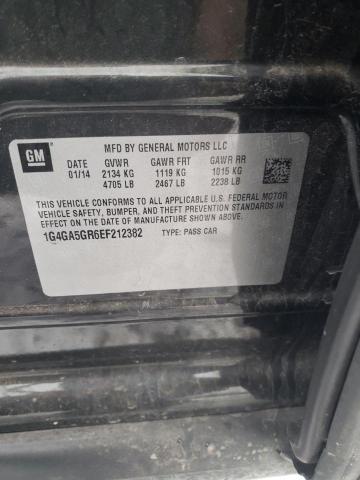 GM
MFD BY GENERAL MOTORS LLC
DATE GVWR GAWR FRT GAWR RR
01/14 2134 KG 1119 KG 1015 KG
4705 LB 2467 LB 2238 LB
THIS VEHICLE CONFORMS TO ALL APPLICABLE U.S. FEDERAL MOTOR
VEHICLE SAFETY, BUMPER, AND THEFT PREVENTION STANDARDS
IN EFFECT ON THE DATE OF MANUFACTURE SHOWN ABOVE.
1G4GA5GR6EF212382 TYPE: PASS CAR